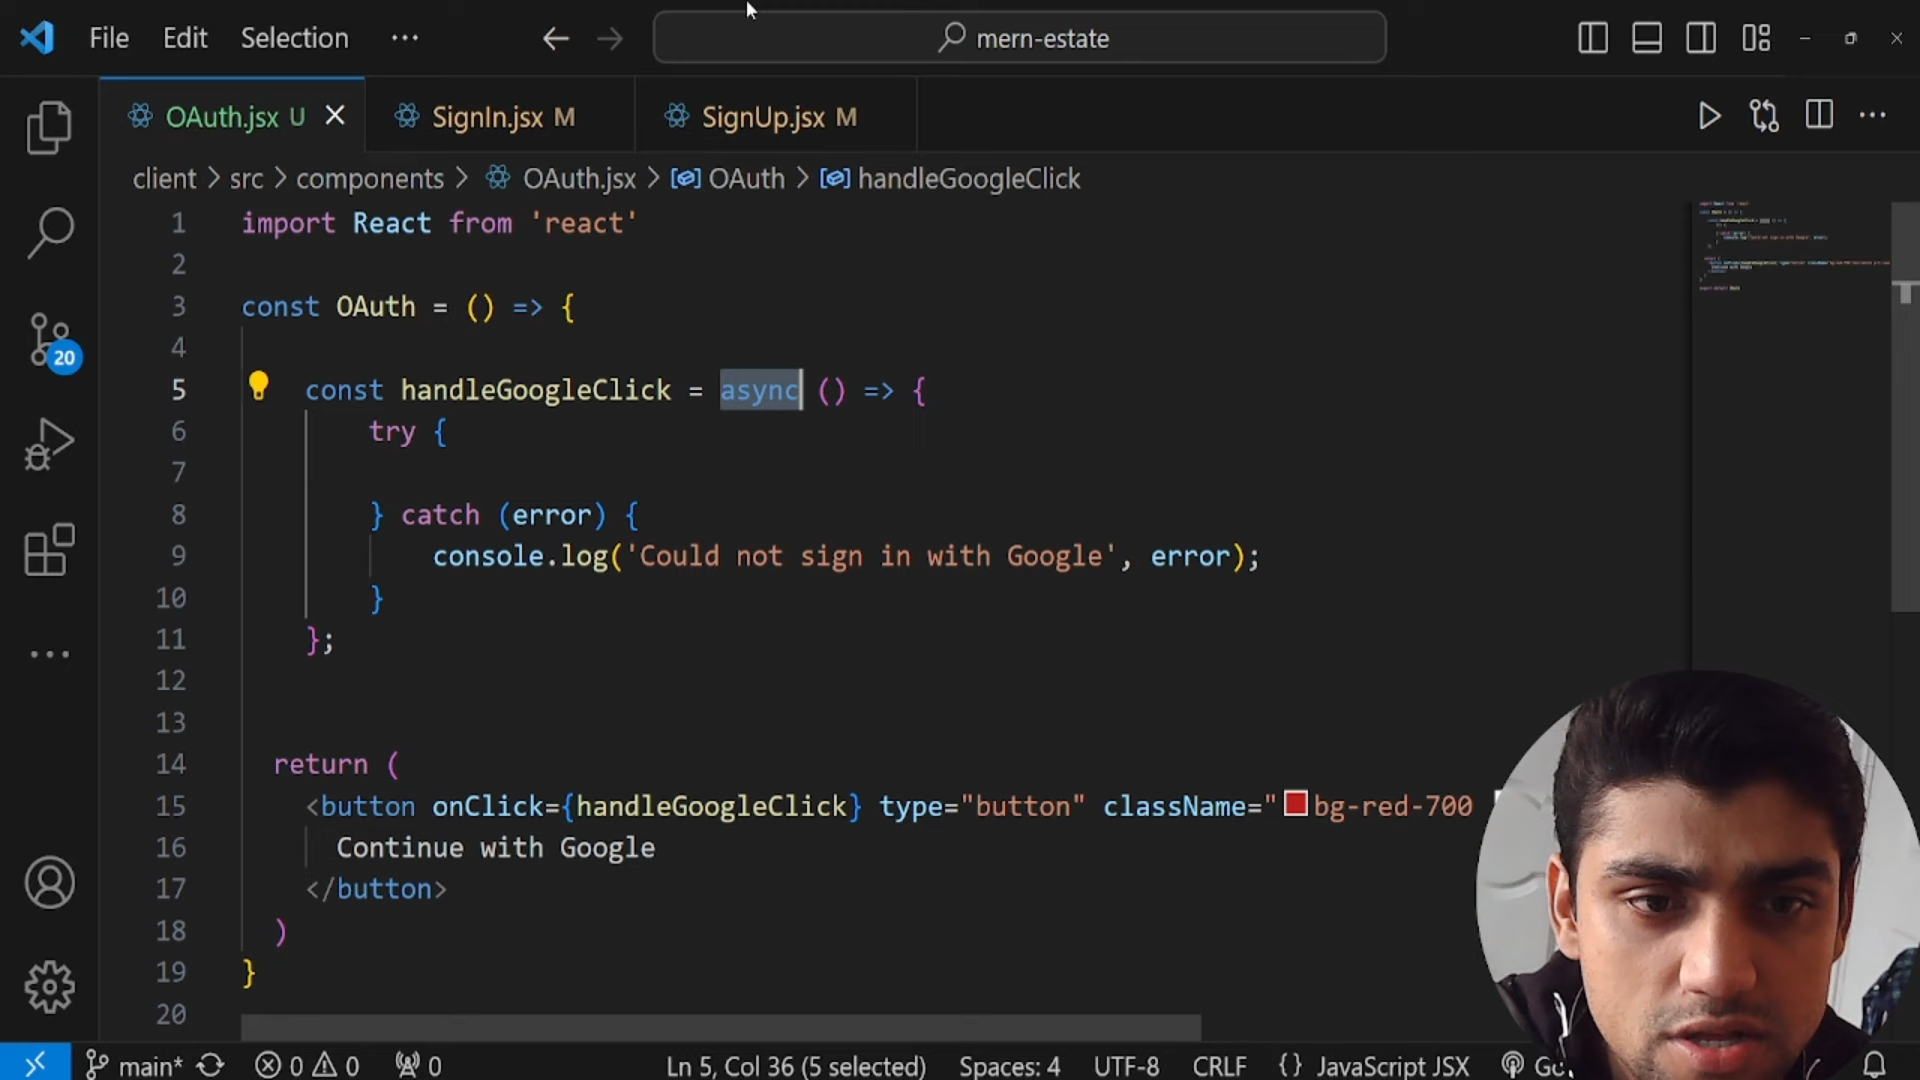 File Edit Selection ··· mern-estate
OAuth.jsx U SignIn.jsx M SignUp.jsx M
client > src > components > OAuth.jsx > OAuth > handleGoogleClick
1 import React from 'react'
2
3 const OAuth = () => {
4
5 const handleGoogleClick = async () => {
6 try {
7
8 } catch (error) {
9 console.log('Could not sign in with Google', error);
10 }
11 };
12
13
14 return (
15 <button onClick={handleGoogleClick} type="button" className="bg-red-700
16 Continue with Google
17 </button>
18 )
19 }
20
20
main* 0 0 0 Ln 5, Col 36 (5 selected) Spaces: 4 UTF-8 CRLF {} JavaScript JSX